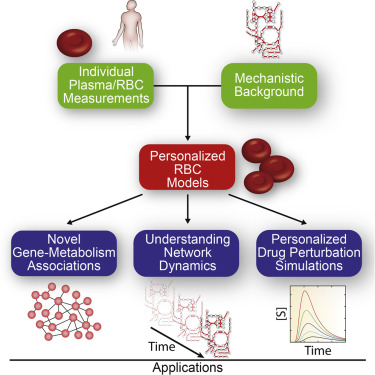 Individual
Plasma/RBC
Measurements
Mechanistic
Background
Personalized
RBC
Models
Novel
Gene-Metabolism
Associations
Understanding
Network
Dynamics
Personalized
Drug Perturbation
Simulations
Time
[S]
Time
Applications